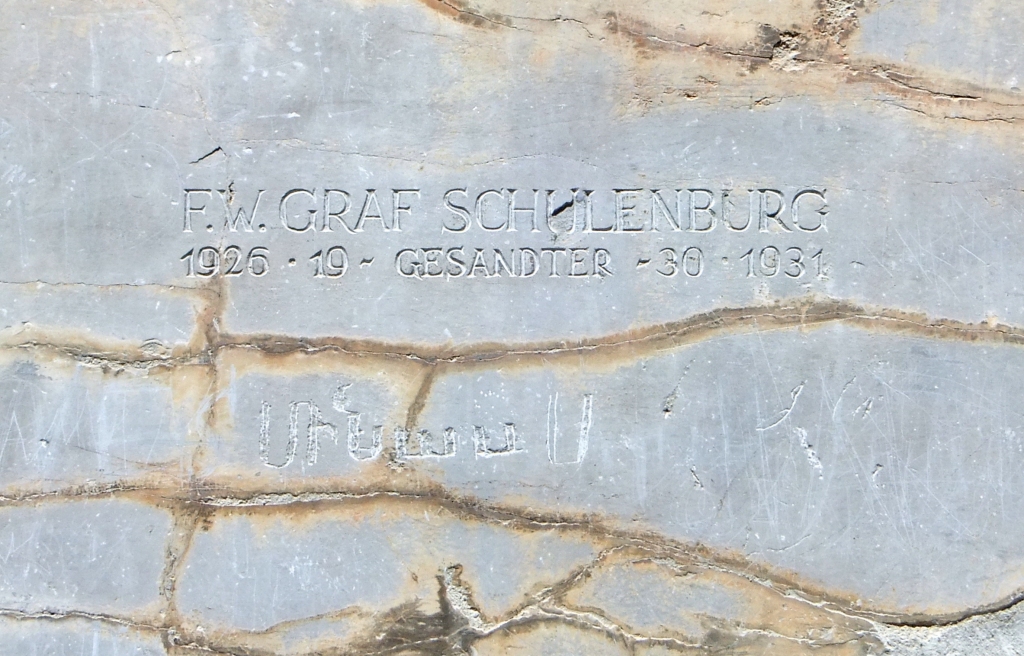 F.W. GRAF SCHULENBURG
1926 · 19 - GESANDTER - 30 · 1931